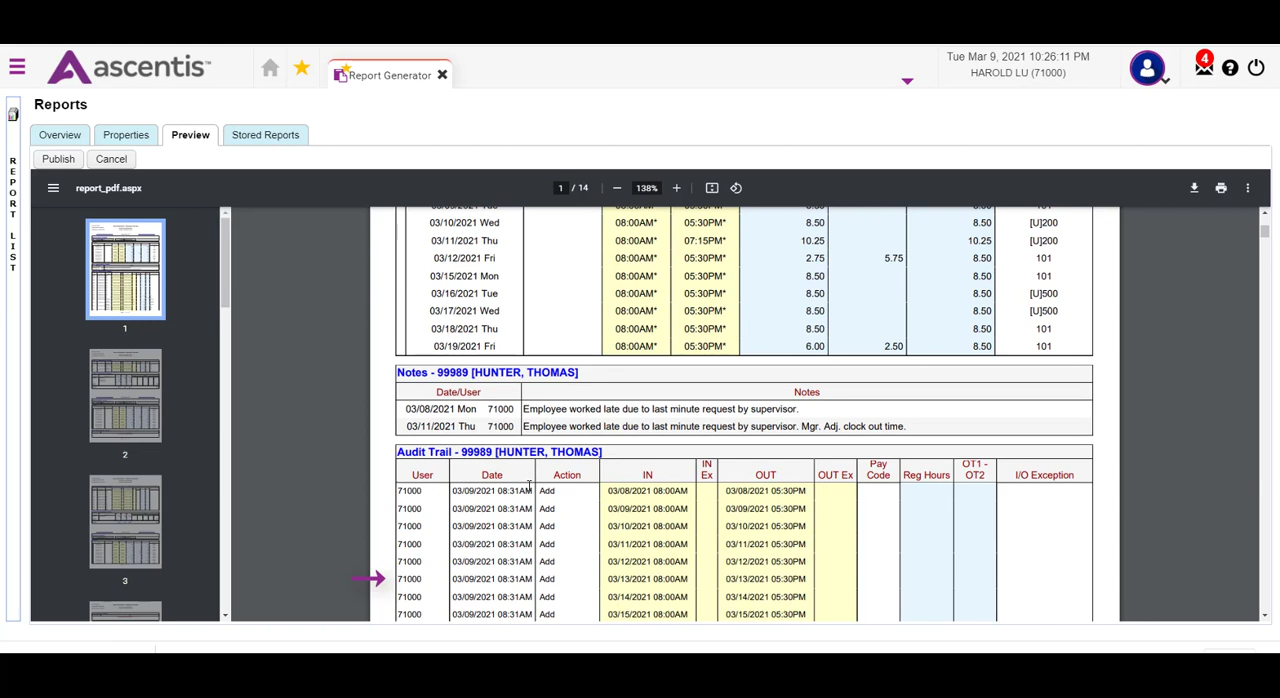 ascentis™
Report Generator
Tue Mar 9, 2021 10:26:11 PM
HAROLD LU (71000)
4
Reports
REPORT LIST
Overview Properties Preview Stored Reports
Publish Cancel
report_pdf.aspx 1 / 14 138%
03/10/2021 Wed 08:00AM* 05:30PM* 8.50 8.50 [U]200
03/11/2021 Thu 08:00AM* 07:15PM* 10.25 10.25 [U]200
03/12/2021 Fri 08:00AM* 05:30PM* 2.75 5.75 8.50 101
03/15/2021 Mon 08:00AM* 05:30PM* 8.50 8.50 101
03/16/2021 Tue 08:00AM* 05:30PM* 8.50 8.50 [U]500
03/17/2021 Wed 08:00AM* 05:30PM* 8.50 8.50 [U]500
03/18/2021 Thu 08:00AM* 05:30PM* 8.50 8.50 101
03/19/2021 Fri 08:00AM* 05:30PM* 6.00 2.50 8.50 101
Notes - 99989 [HUNTER, THOMAS]
Date/User Notes
03/08/2021 Mon 71000 Employee worked late due to last minute request by supervisor.
03/11/2021 Thu 71000 Employee worked late due to last minute request by supervisor. Mgr. Adj. clock out time.
Audit Trail - 99989 [HUNTER, THOMAS]
User Date Action IN IN Ex OUT OUT Ex Pay Code Reg Hours OT1 - OT2 I/O Exception
71000 03/09/2021 08:31AM Add 03/08/2021 08:00AM 03/08/2021 05:30PM
71000 03/09/2021 08:31AM Add 03/09/2021 08:00AM 03/09/2021 05:30PM
71000 03/09/2021 08:31AM Add 03/10/2021 08:00AM 03/10/2021 05:30PM
71000 03/09/2021 08:31AM Add 03/11/2021 08:00AM 03/11/2021 05:30PM
71000 03/09/2021 08:31AM Add 03/12/2021 08:00AM 03/12/2021 05:30PM
71000 03/09/2021 08:31AM Add 03/13/2021 08:00AM 03/13/2021 05:30PM
71000 03/09/2021 08:31AM Add 03/14/2021 08:00AM 03/14/2021 05:30PM
71000 03/09/2021 08:31AM Add 03/15/2021 08:00AM 03/15/2021 05:30PM
1
2
3